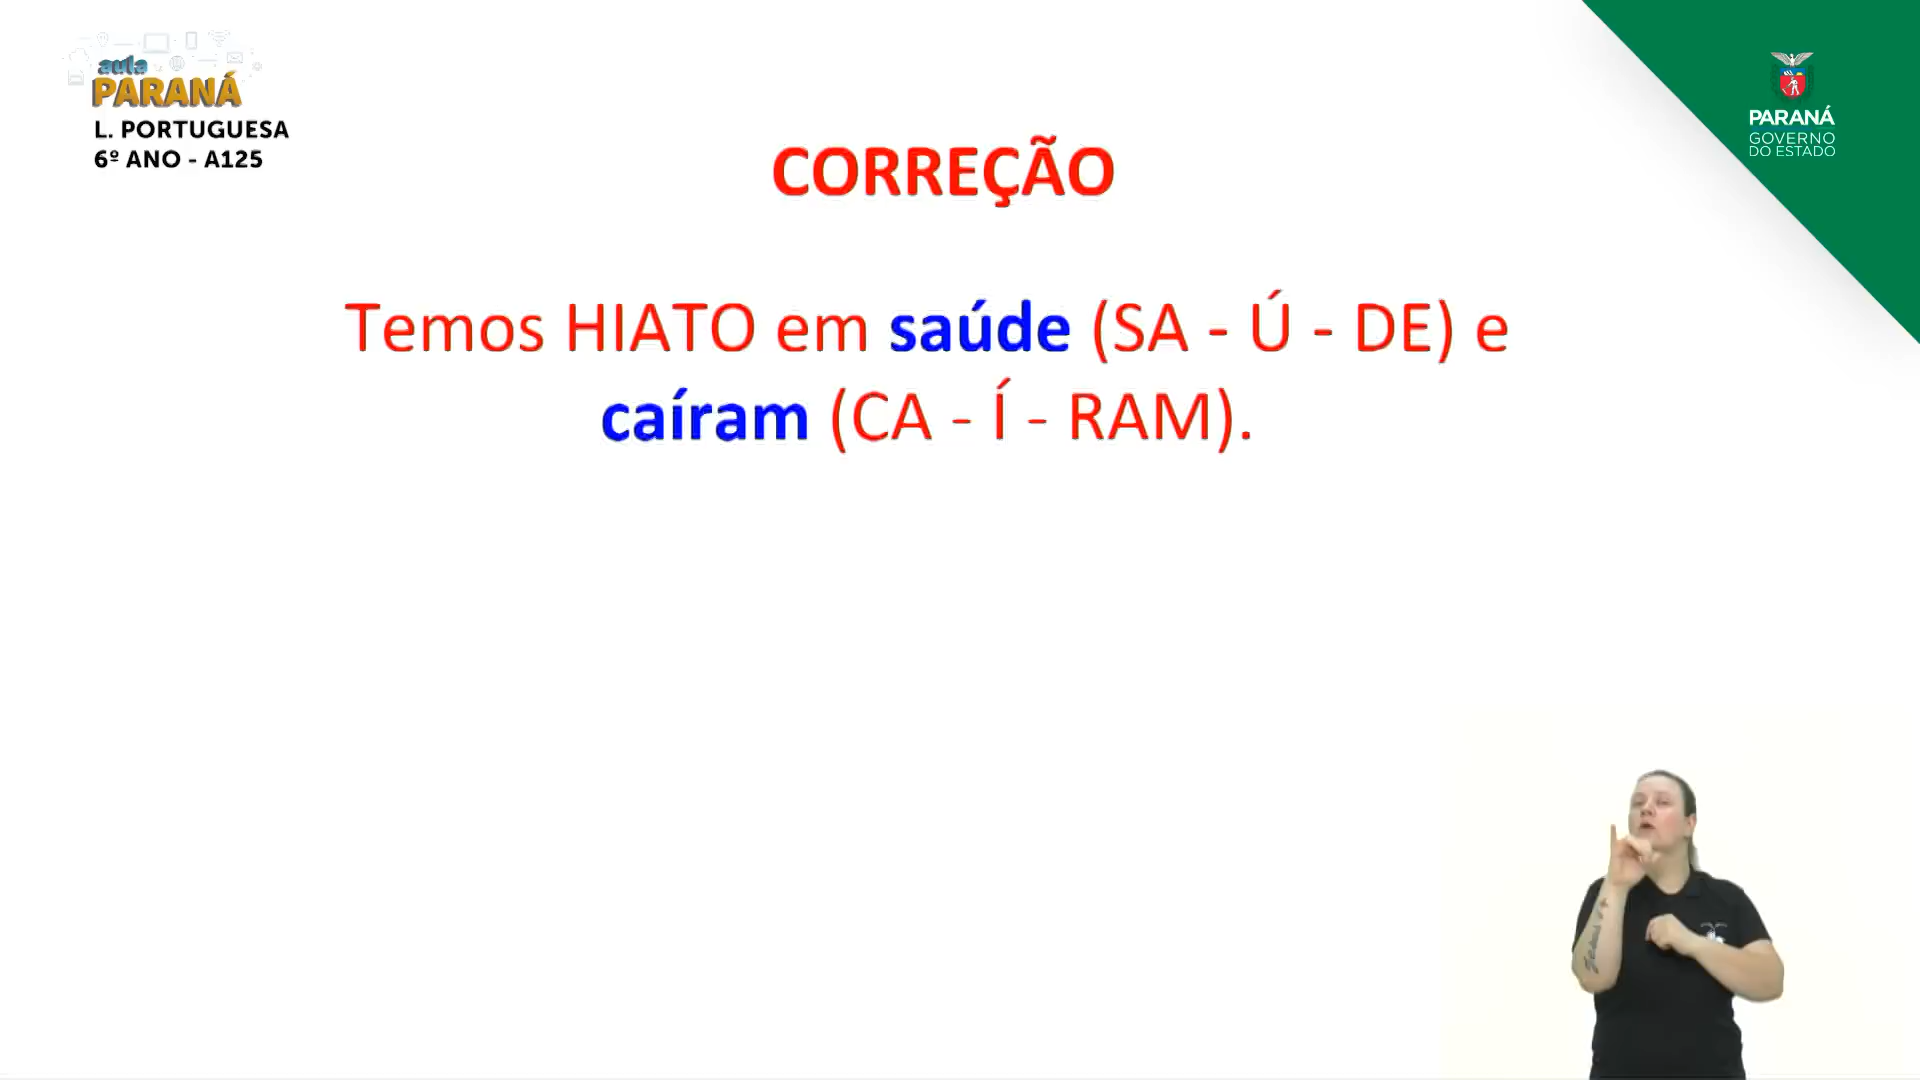 aula
PARANÁ
L. PORTUGUESA
6º ANO - A125
PARANÁ
GOVERNO
DO ESTADO
CORREÇÃO
Temos HIATO em saúde (SA - Ú - DE) e
caíram (CA - Í - RAM).